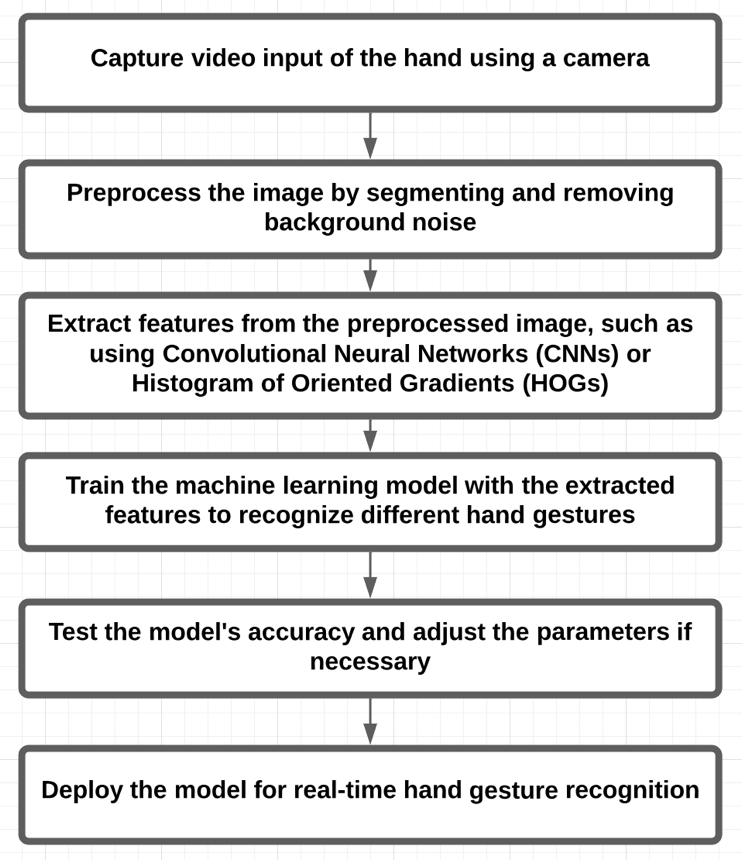 Capture video input of the hand using a camera
Preprocess the image by segmenting and removing
background noise
Extract features from the preprocessed image, such as
using Convolutional Neural Networks (CNNs) or
Histogram of Oriented Gradients (HOGs)
Train the machine learning model with the extracted
features to recognize different hand gestures
Test the model's accuracy and adjust the parameters if
necessary
Deploy the model for real-time hand gesture recognition